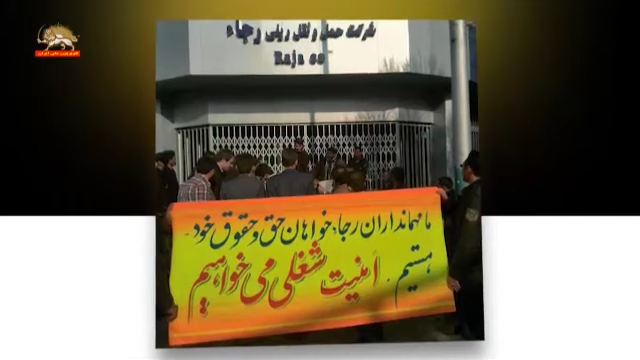 شرکت حمل و نقل ریلی رجاء
Raja co
ما مهمانداران رجاء خواهان حق و حقوق خود -
هستیم . امنیت شغلی می خواهیم